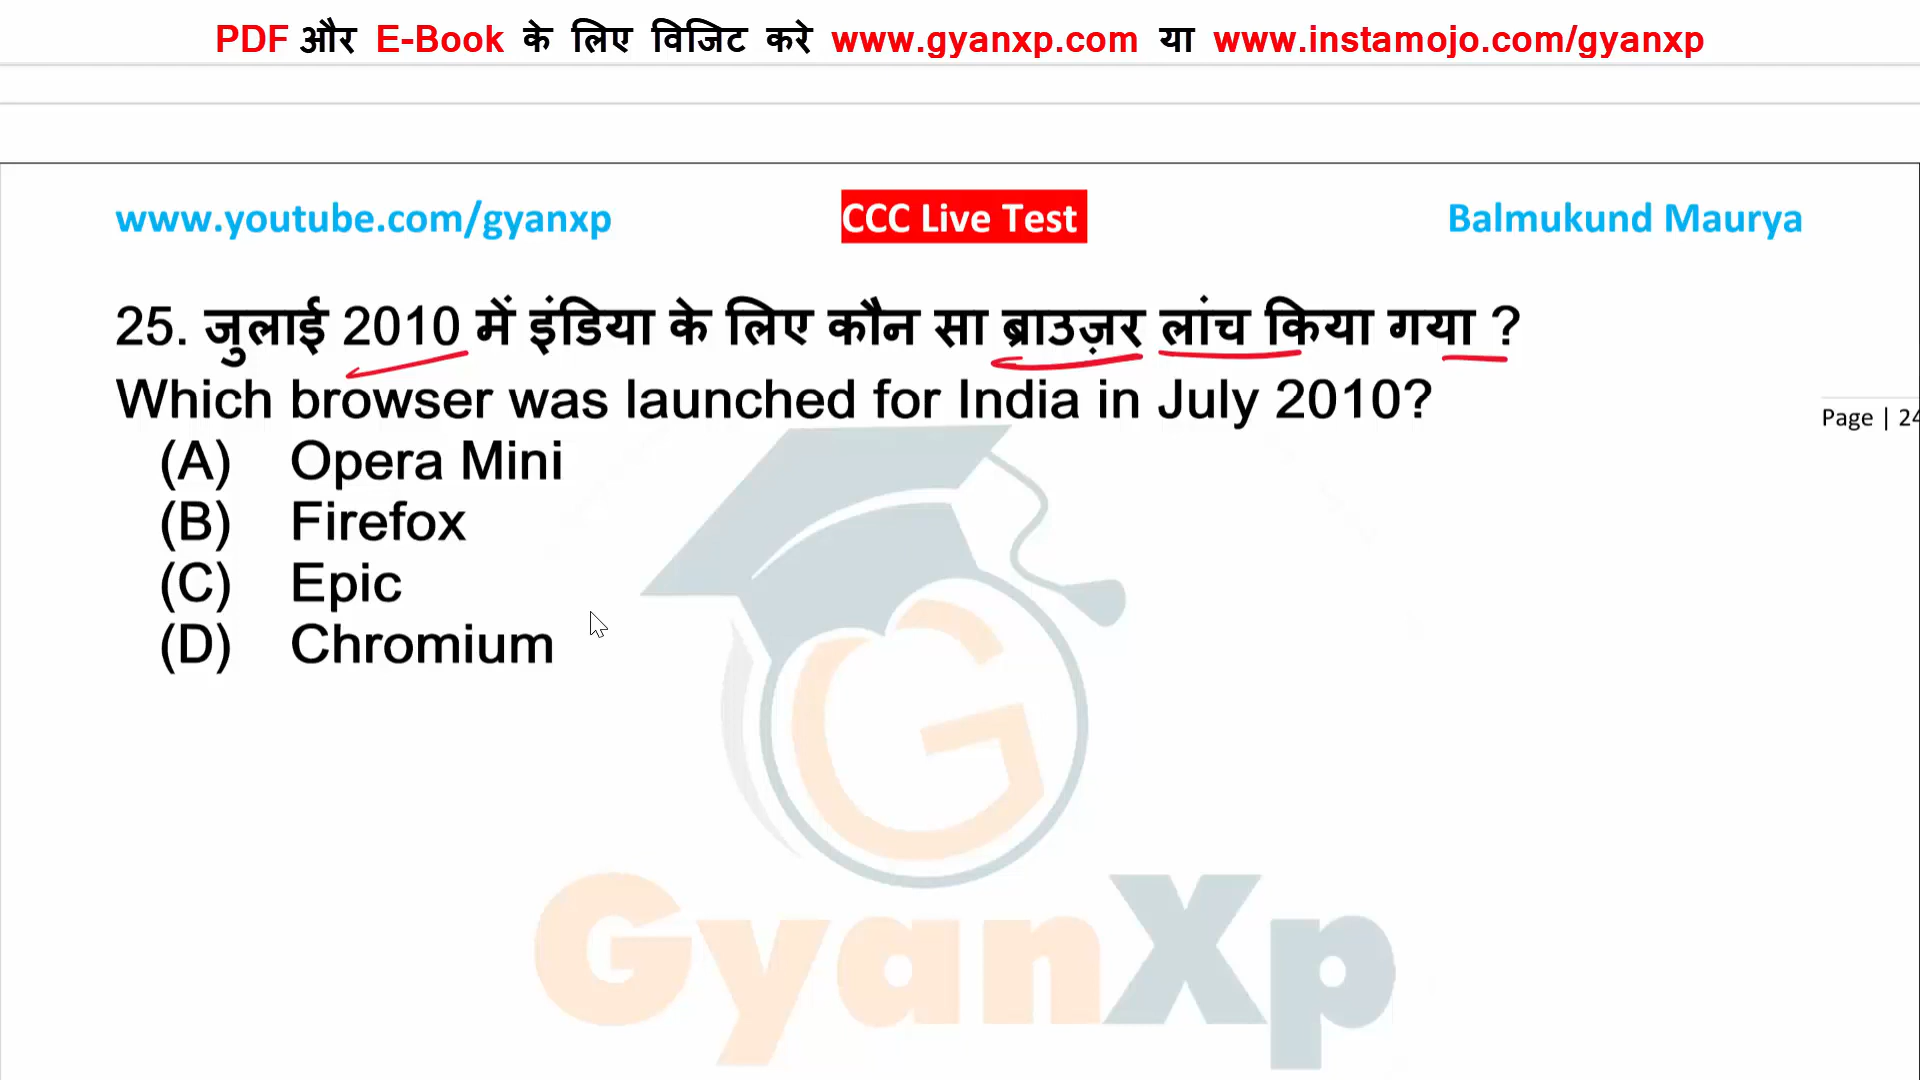 PDF और E-Book के लिए विजिट करे www.gyanxp.com या www.instamojo.com/gyanxp
www.youtube.com/gyanxp CCC Live Test Balmukund Maurya
25. जुलाई 2010 में इंडिया के लिए कौन सा ब्राउज़र लांच किया गया ?
Which browser was launched for India in July 2010?
Page | 24
(A) Opera Mini
(B) Firefox
(C) Epic
(D) Chromium
G
GyanXp